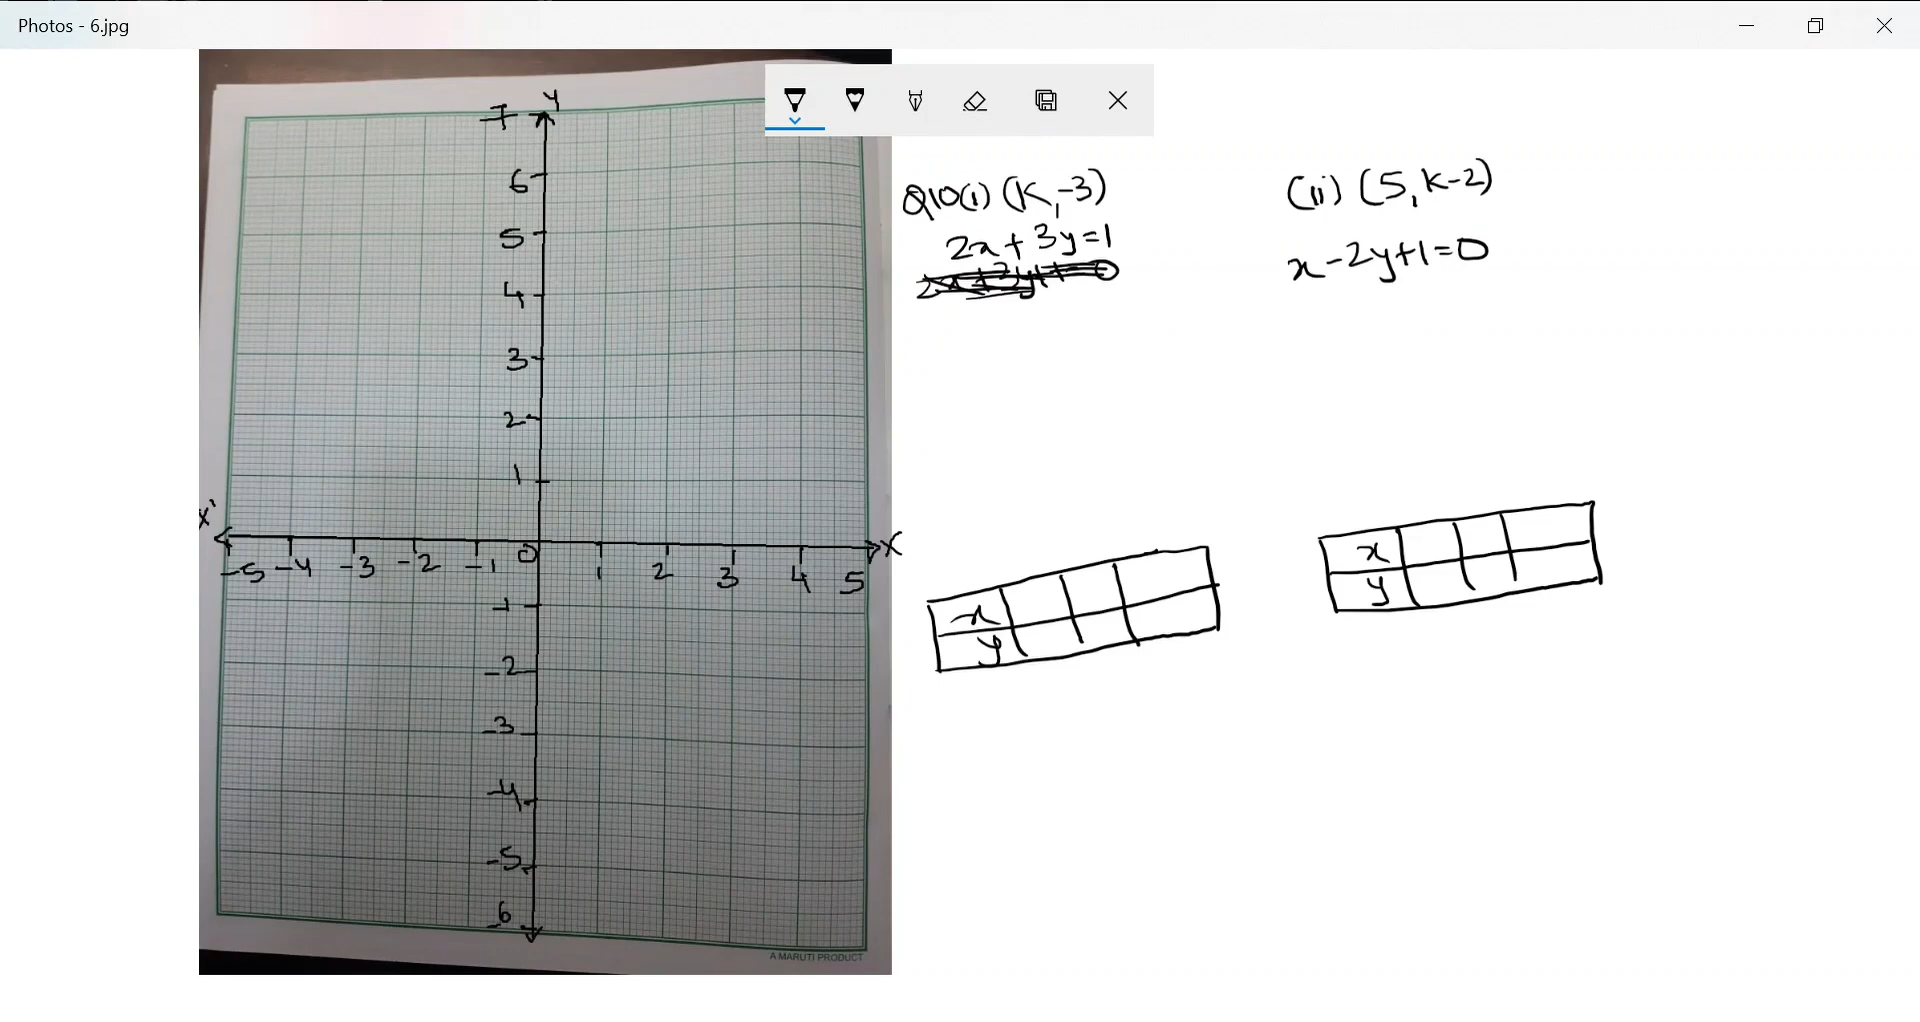 Photos - 6.jpg
Y
7
6
5
4
3
2
1
X' X
-5 -4 -3 -2 -1 0 1 2 3 4 5
-1
-2
-3
-4
-5
-6
A MARUTI PRODUCT
Q10(i) (K, -3)
2x + 3y = 1
(ii) (5, k-2)
x - 2y + 1 = 0
x
y
x
y